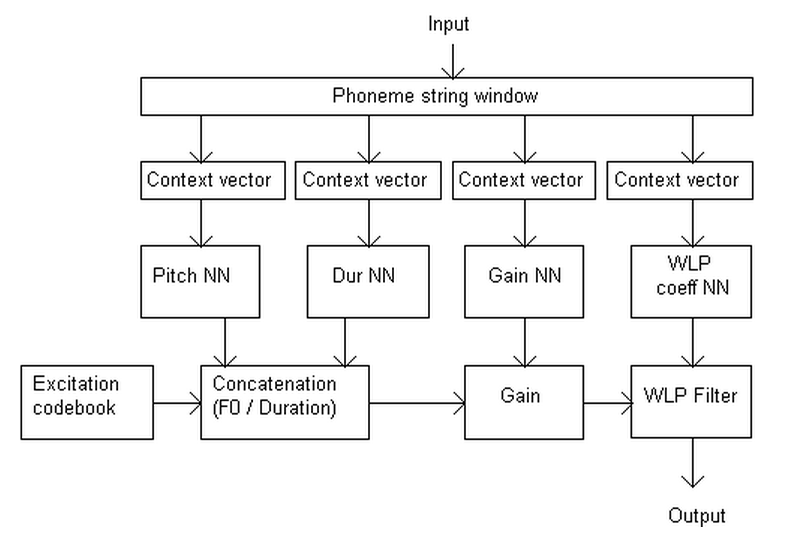 Input
Phoneme string window
Context vector
Context vector
Context vector
Context vector
Pitch NN
Dur NN
Gain NN
WLP
coeff NN
Excitation
codebook
Concatenation
(F0 / Duration)
Gain
WLP Filter
Output